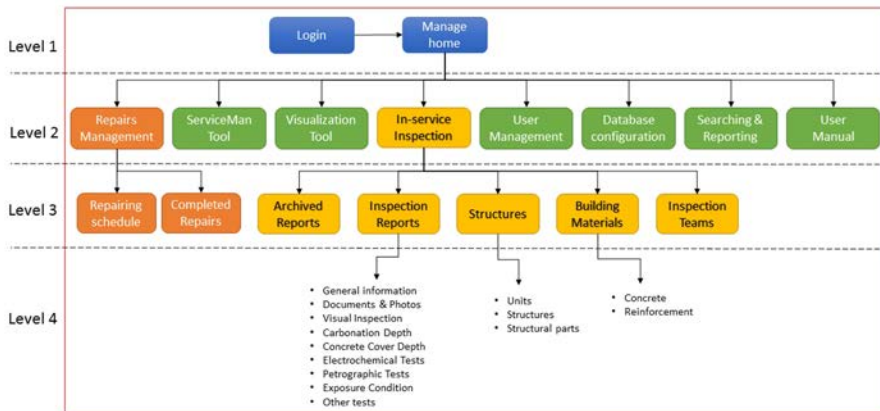 Level 1
Login
Manage
home
Level 2
Repairs
Management
ServiceMan
Tool
Visualization
Tool
In-service
Inspection
User
Management
Database
configuration
Searching &
Reporting
User
Manual
Level 3
Repairing
schedule
Completed
Repairs
Archived
Reports
Inspection
Reports
Structures
Building
Materials
Inspection
Teams
Level 4
• General information
• Documents & Photos
• Visual Inspection
• Carbonation Depth
• Concrete Cover Depth
• Electrochemical Tests
• Petrographic Tests
• Exposure Condition
• Other tests
• Units
• Structures
• Structural parts
• Concrete
• Reinforcement